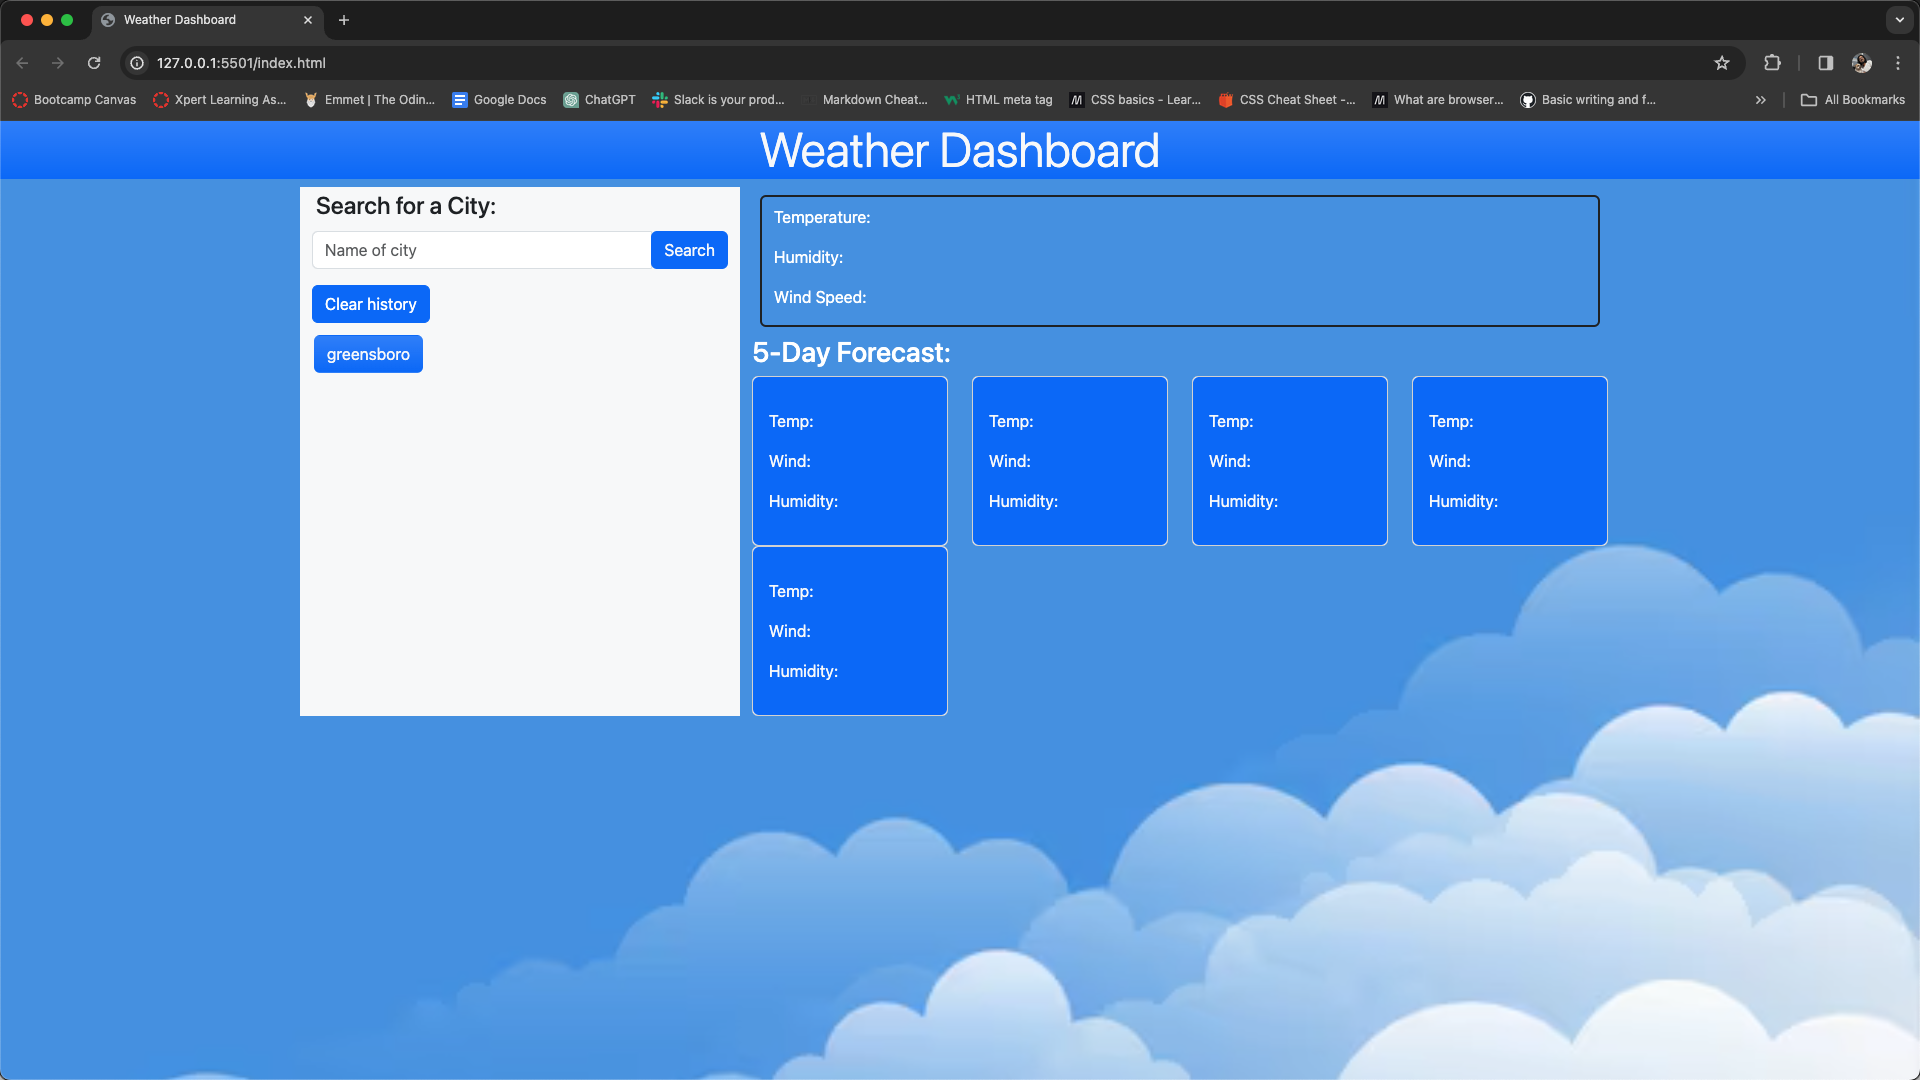 Weather Dashboard
127.0.0.1:5501/index.html
Bootcamp Canvas
Xpert Learning As...
Emmet | The Odin...
Google Docs
ChatGPT
Slack is your prod...
Markdown Cheat...
HTML meta tag
CSS basics - Lear...
CSS Cheat Sheet -...
What are browser...
Basic writing and f...
All Bookmarks
Weather Dashboard
Search for a City:
Name of city
Search
Clear history
greensboro
Temperature:
Humidity:
Wind Speed:
5-Day Forecast:
Temp:
Wind:
Humidity:
Temp:
Wind:
Humidity:
Temp:
Wind:
Humidity:
Temp:
Wind:
Humidity:
Temp:
Wind:
Humidity: